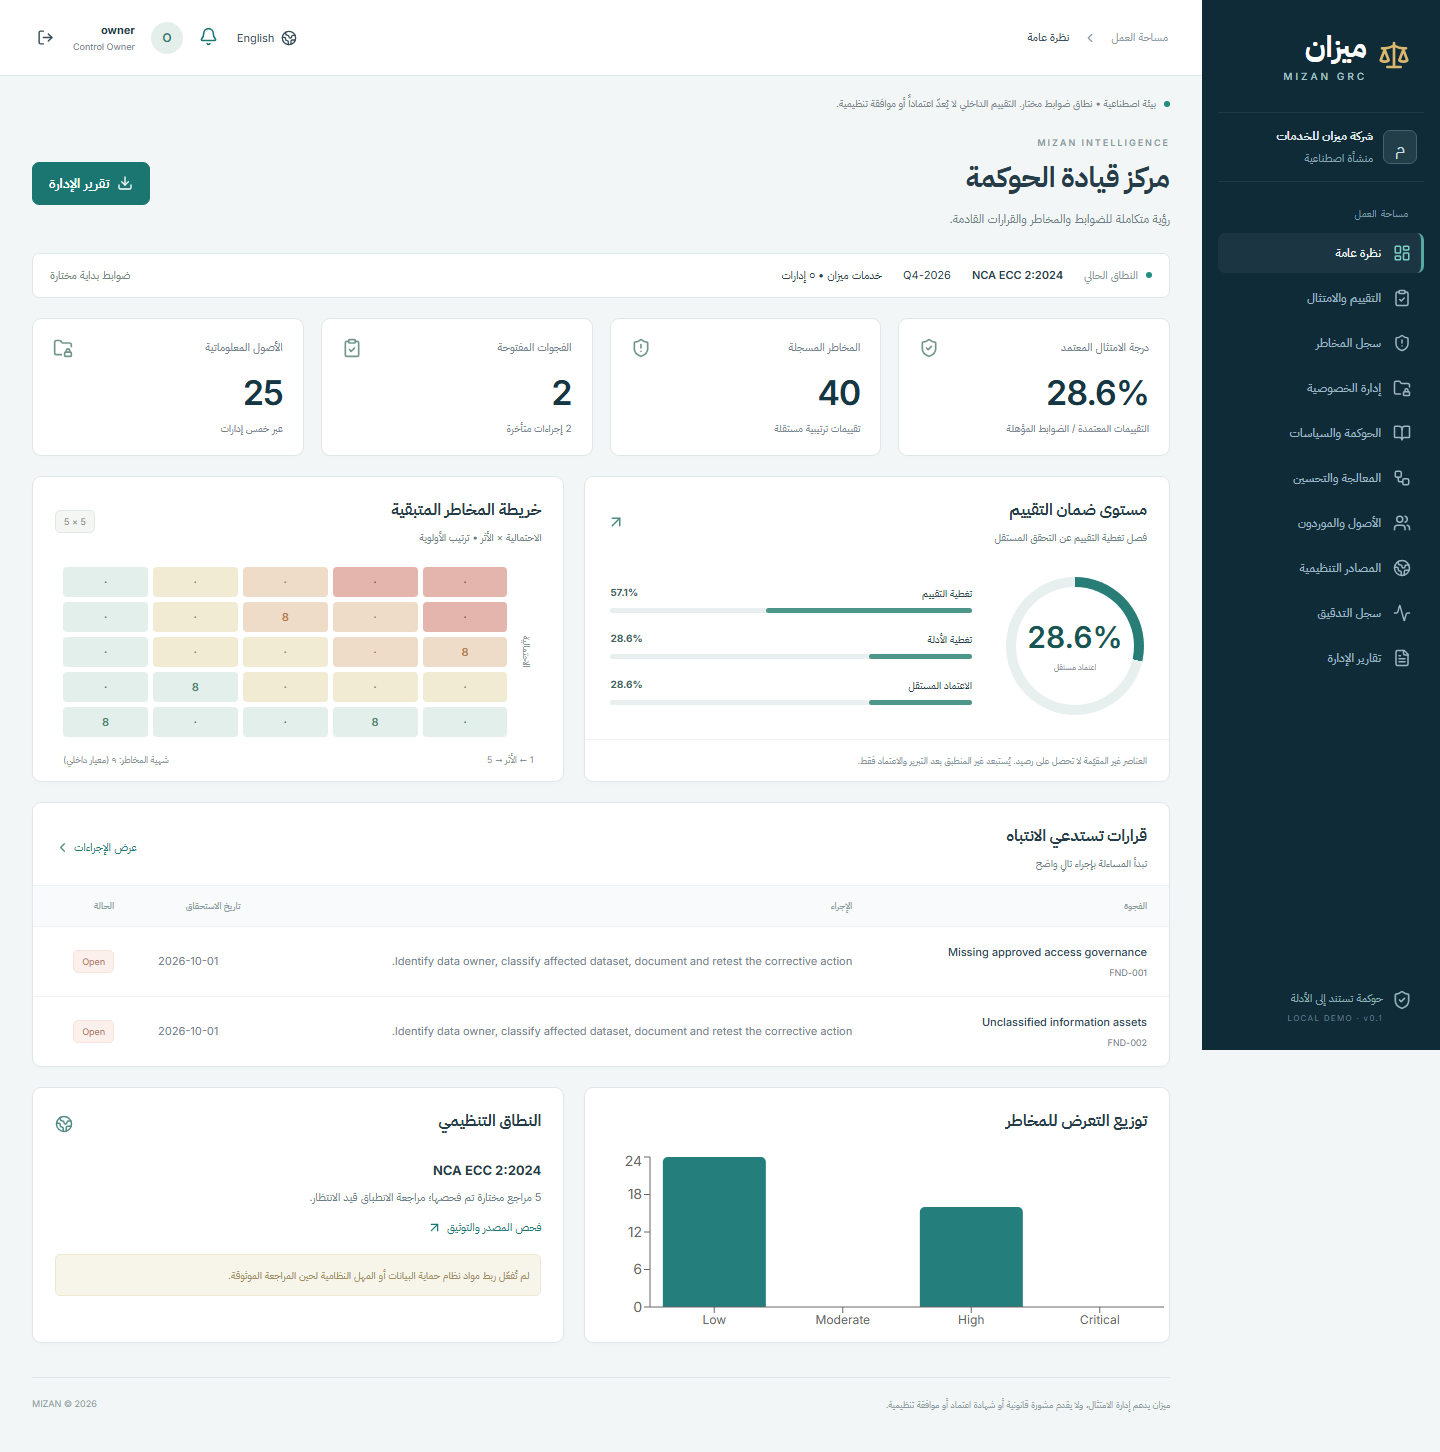 ميزان
MIZAN GRC
شركة ميزان للخدمات
م
منشأة اصطناعية
مساحة العمل
نظرة عامة
التقييم والامتثال
سجل المخاطر
إدارة الخصوصية
الحوكمة والسياسات
المعالجة والتحسين
الأصول والموردون
المصادر التنظيمية
سجل التدقيق
تقارير الإدارة
حوكمة تستند إلى الأدلة
LOCAL DEMO · v0.1
مساحة العمل
نظرة عامة
English
O
owner
Control Owner
بيئة اصطناعية • نطاق ضوابط مختار. التقييم الداخلي لا يُعدّ اعتماداً أو موافقة تنظيمية.
MIZAN INTELLIGENCE
مركز قيادة الحوكمة
رؤية متكاملة للضوابط والمخاطر والقرارات القادمة.
تقرير الإدارة
النطاق الحالي
NCA ECC 2:2024
Q4-2026
خدمات ميزان • ٥ إدارات
ضوابط بداية مختارة
درجة الامتثال المعتمد
28.6%
التقييمات المعتمدة / الضوابط المؤهلة
المخاطر المسجلة
40
تقييمات ترتيبية مستقلة
الفجوات المفتوحة
2
2 إجراءات متأخرة
الأصول المعلوماتية
25
عبر خمس إدارات
مستوى ضمان التقييم
فصل تغطية التقييم عن التحقق المستقل
28.6%
اعتماد مستقل
تغطية التقييم
57.1%
تغطية الأدلة
28.6%
الاعتماد المستقل
28.6%
العناصر غير المقيّمة لا تحصل على رصيد. يُستبعد غير المنطبق بعد التبرير والاعتماد فقط.
خريطة المخاطر المتبقية
الاحتمالية × الأثر • ترتيب الأولوية
5 × 5
· · · · ·
· · 8 · ·
· · · · 8
· 8 · · ·
8 · · 8 ·
الاحتمالية
1 ← الأثر → 5
شهية المخاطر: ٩ (معيار داخلي)
قرارات تستدعي الانتباه
تبدأ المساءلة بإجراء تالٍ واضح
عرض الإجراءات
الفجوة
الإجراء
تاريخ الاستحقاق
الحالة
Missing approved access governance
FND-001
Identify data owner, classify affected dataset, document and retest the corrective action.
2026-10-01
Open
Unclassified information assets
FND-002
Identify data owner, classify affected dataset, document and retest the corrective action.
2026-10-01
Open
توزيع التعرض للمخاطر
24
18
12
6
0
Low
Moderate
High
Critical
النطاق التنظيمي
NCA ECC 2:2024
5 مراجع مختارة تم فحصها؛ مراجعة الانطباق قيد الانتظار.
فحص المصدر والتوثيق
لم تُفعّل ربط مواد نظام حماية البيانات أو المهل النظامية لحين المراجعة الموثوقة.
ميزان يدعم إدارة الامتثال، ولا يقدم مشورة قانونية أو شهادة اعتماد أو موافقة تنظيمية.
MIZAN © 2026